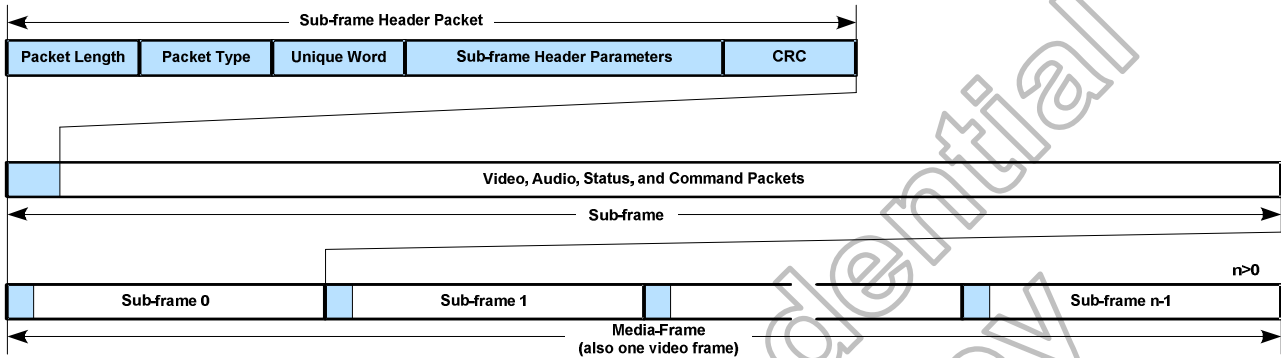 Sub-frame Header Packet
Packet Length Packet Type Unique Word Sub-frame Header Parameters CRC
Video, Audio, Status, and Command Packets
Sub-frame
n>0
Sub-frame 0 Sub-frame 1 Sub-frame n-1
Media-Frame
(also one video frame)
dential